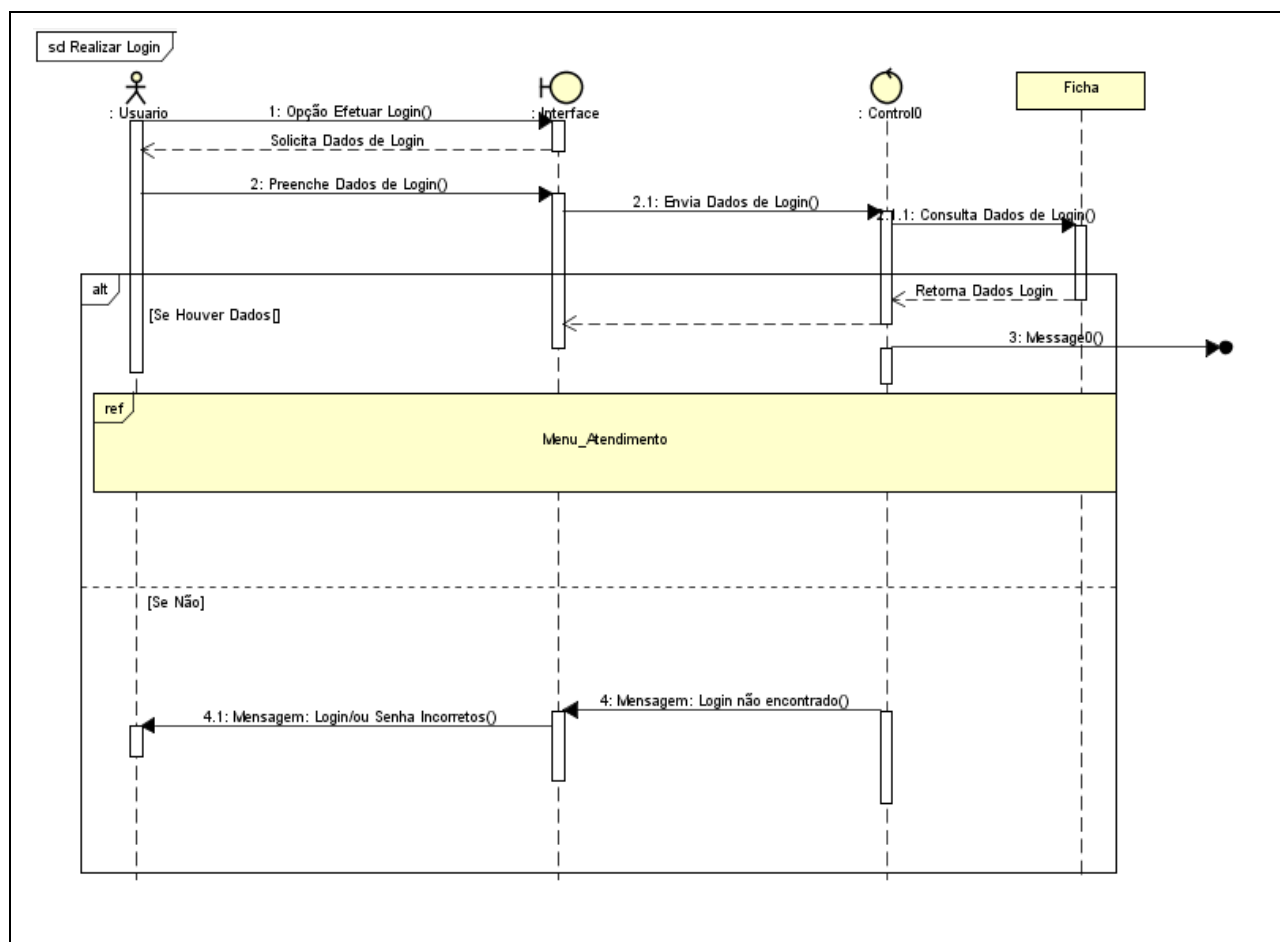 sd Realizar Login
: Usuario
: Interface
: Control0
Ficha
1: Opção Efetuar Login()
Solicita Dados de Login
2: Preenche Dados de Login()
2.1: Envia Dados de Login()
2.1.1: Consulta Dados de Login()
alt
Retorna Dados Login
[Se Houver Dados[]
3: Message0()
ref
Menu_Atendimento
[Se Não]
4: Mensagem: Login não encontrado()
4.1: Mensagem: Login/ou Senha Incorretos()